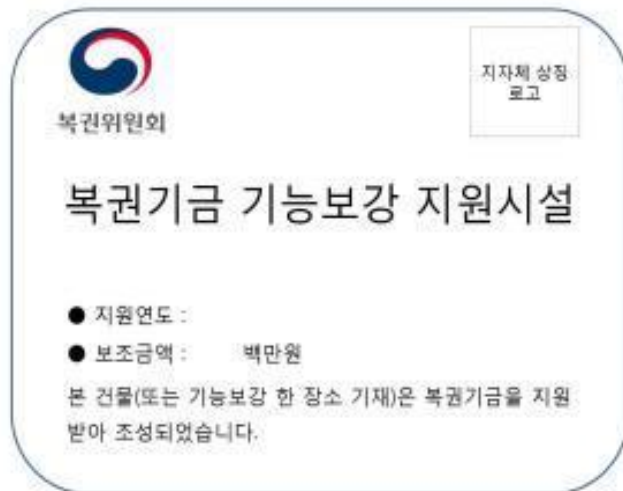 복권위원회
지자체 상징
로고
복권기금 기능보강 지원시설
● 지원연도 :
● 보조금액 : 백만원
본 건물(또는 기능보강 한 장소 기재)은 복권기금을 지원
받아 조성되었습니다.